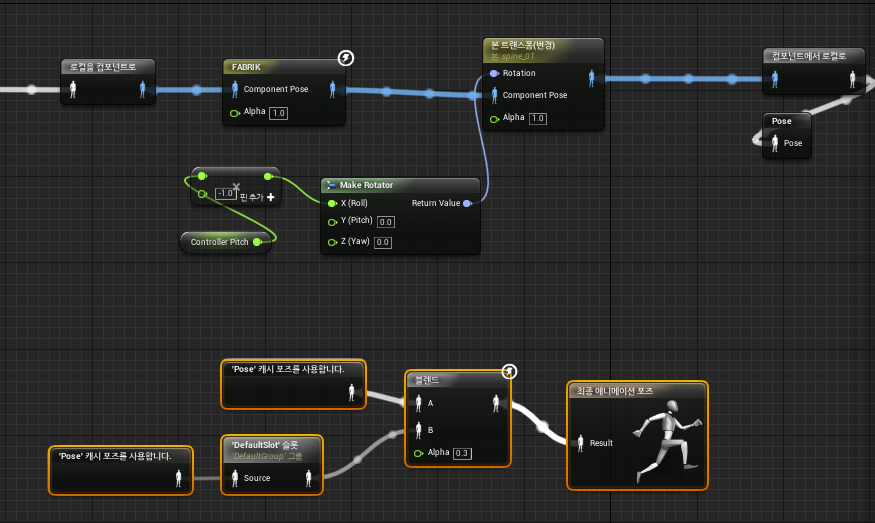 로컬을 컴포넌트로
FABRIK
Component Pose
Alpha 1.0
본 트랜스폼(변경)
본: spine_01
Rotation
Component Pose
Alpha 1.0
컴포넌트에서 로컬로
Pose
Pose
-1.0
핀 추가
Controller Pitch
Make Rotator
X (Roll)
Return Value
Y (Pitch) 0.0
Z (Yaw) 0.0
'Pose' 캐시 포즈를 사용합니다.
블렌드
A
B
Alpha 0.3
최종 애니메이션 포즈
Result
'Pose' 캐시 포즈를 사용합니다.
'DefaultSlot' 슬롯
'DefaultGroup' 그룹
Source